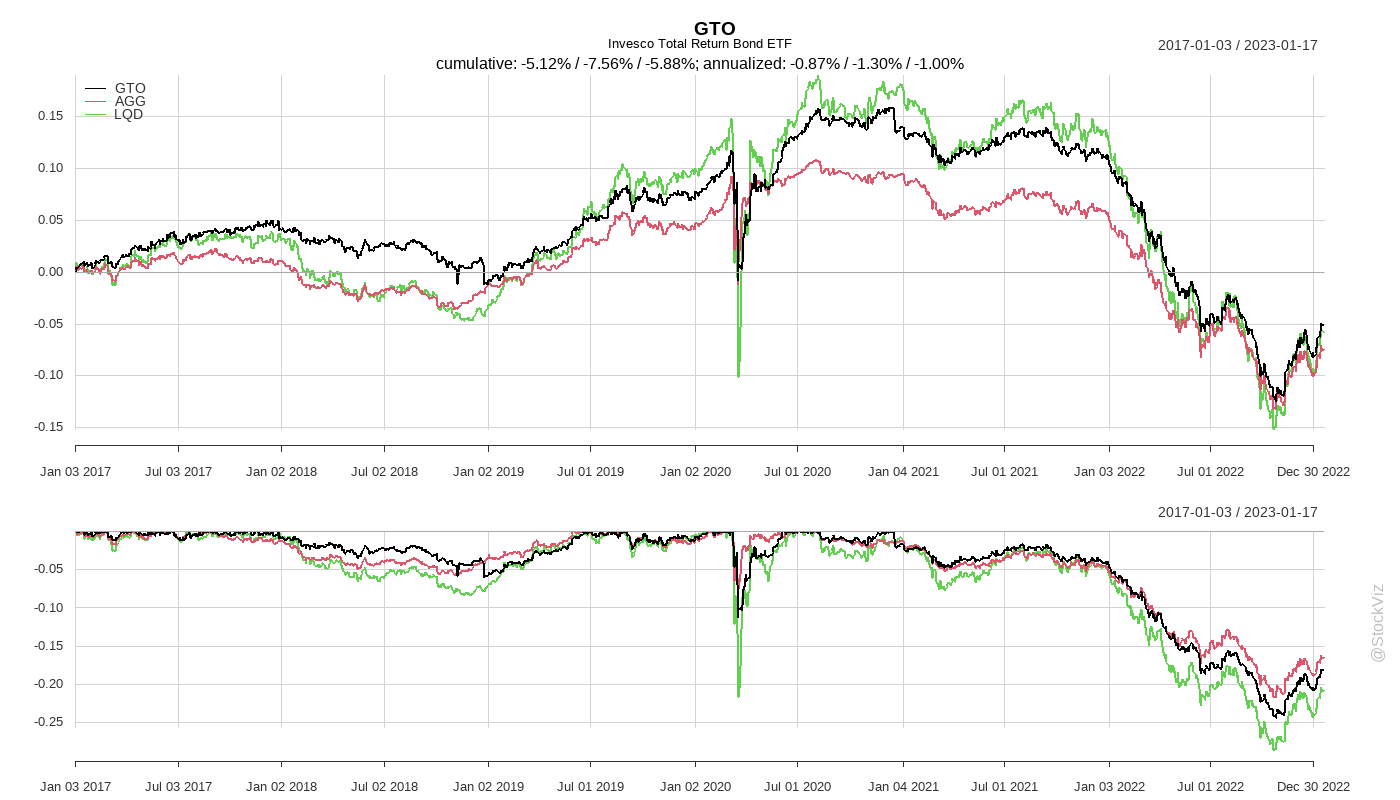 GTO
Invesco Total Return Bond ETF
2017-01-03 / 2023-01-17
cumulative: -5.12% / -7.56% / -5.88%; annualized: -0.87% / -1.30% / -1.00%
GTO
AGG
LQD
0.15
0.10
0.05
0.00
-0.05
-0.10
-0.15
Jan 03 2017 Jul 03 2017 Jan 02 2018 Jul 02 2018 Jan 02 2019 Jul 01 2019 Jan 02 2020 Jul 01 2020 Jan 04 2021 Jul 01 2021 Jan 03 2022 Jul 01 2022 Dec 30 2022
2017-01-03 / 2023-01-17
-0.05
-0.10
-0.15
-0.20
-0.25
Jan 03 2017 Jul 03 2017 Jan 02 2018 Jul 02 2018 Jan 02 2019 Jul 01 2019 Jan 02 2020 Jul 01 2020 Jan 04 2021 Jul 01 2021 Jan 03 2022 Jul 01 2022 Dec 30 2022
@StockViz